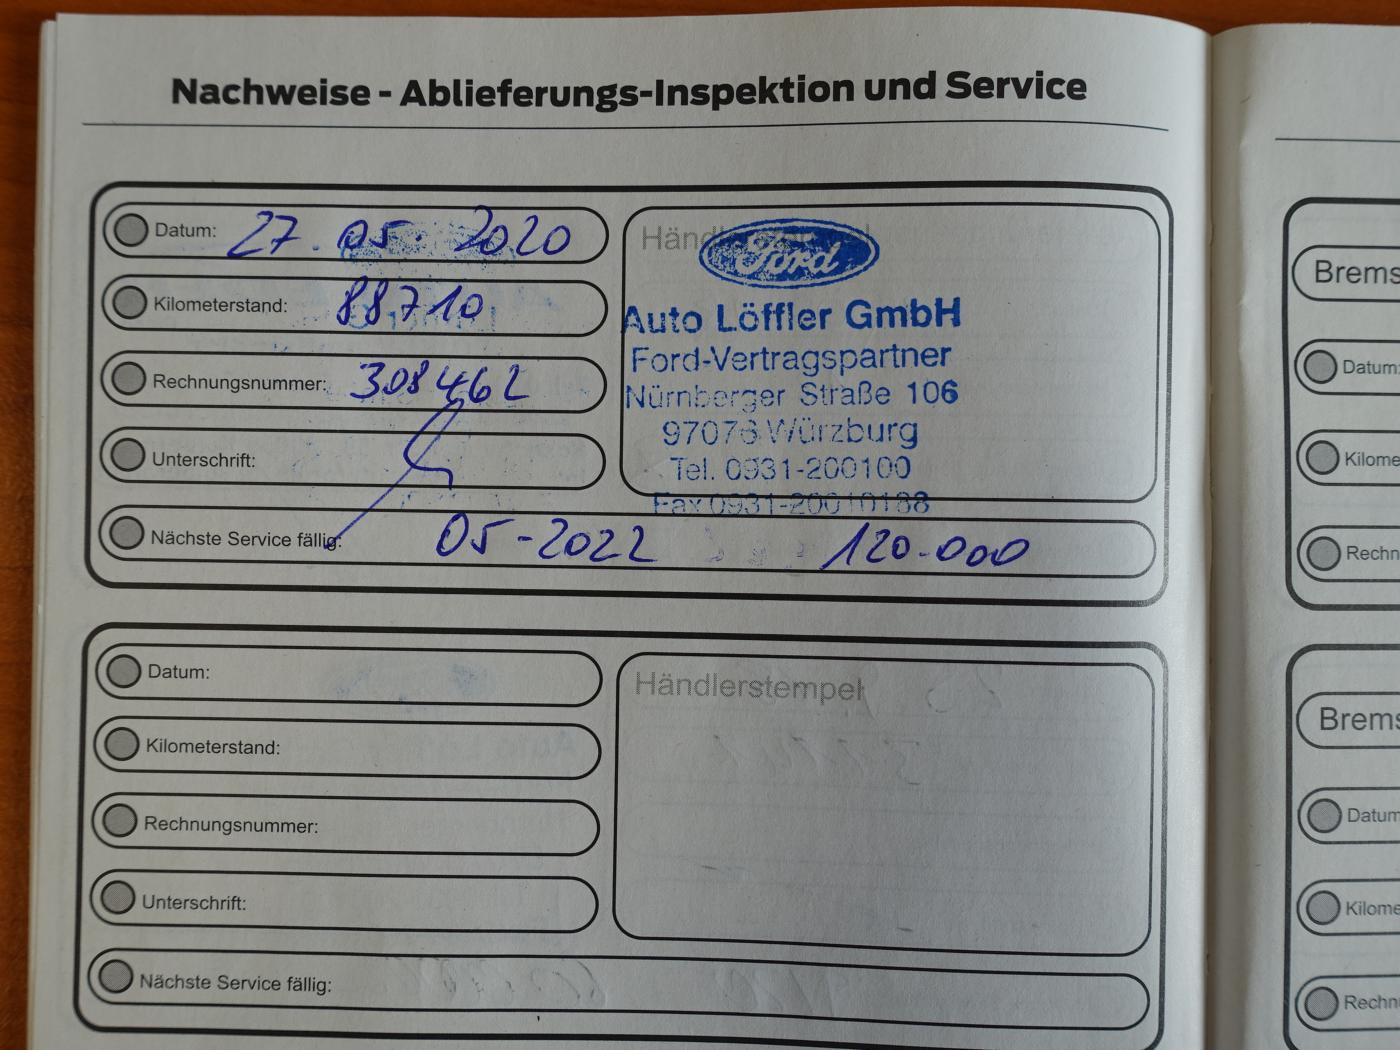 Nachweise - Ablieferungs-Inspektion und Service
Datum: 27.05.2020
Kilometerstand: 88710
Rechnungsnummer: 308462
Unterschrift:
Nächste Service fällig: 05-2022 120.000
Ford
Auto Löffler GmbH
Ford-Vertragspartner
Nürnberger Straße 106
97076 Würzburg
Tel. 0931-200100
Fax 0931-20010188
Datum:
Kilometerstand:
Rechnungsnummer:
Unterschrift:
Nächste Service fällig:
Händlerstempel
Brems
Datum:
Kilome
Rechn
Brems
Datum
Kilome
Rechn